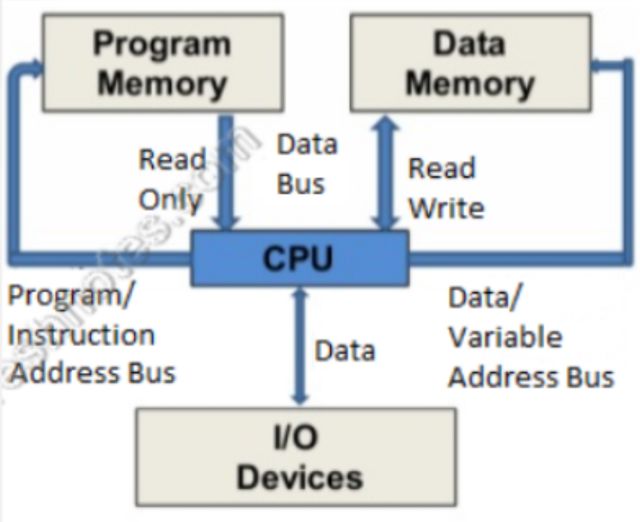 Program
Memory
Data
Memory
Read
Only
Data
Bus
Read
Write
CPU
Program/
Instruction
Address Bus
Data
Data/
Variable
Address Bus
I/O
Devices